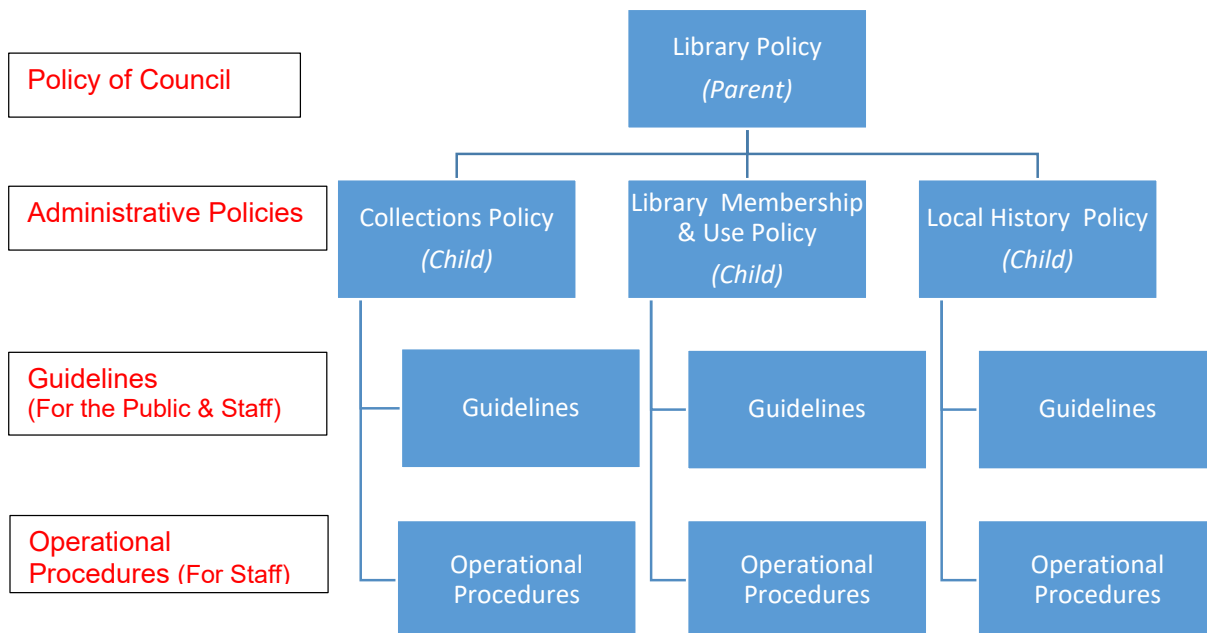 Policy of Council
Library Policy
(Parent)
Administrative Policies
Collections Policy
(Child)
Library Membership
& Use Policy
(Child)
Local History Policy
(Child)
Guidelines
(For the Public & Staff)
Guidelines
Guidelines
Guidelines
Operational
Procedures (For Staff)
Operational
Procedures
Operational
Procedures
Operational
Procedures